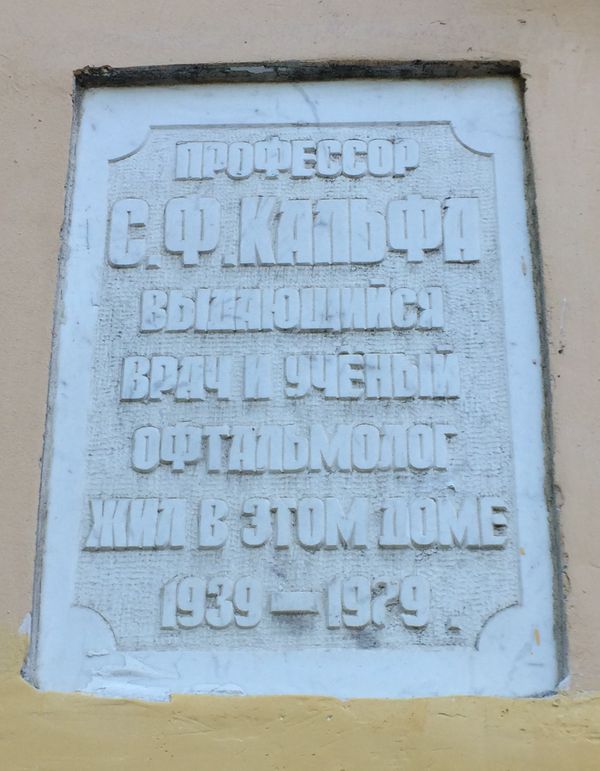 ПРОФЕССОР
С.Ф.КАЛЬФА
ВЫДАЮЩИЙСЯ
ВРАЧ И УЧЁНЫЙ
ОФТАЛЬМОЛОГ
ЖИЛ В ЭТОМ ДОМЕ
1939–1979